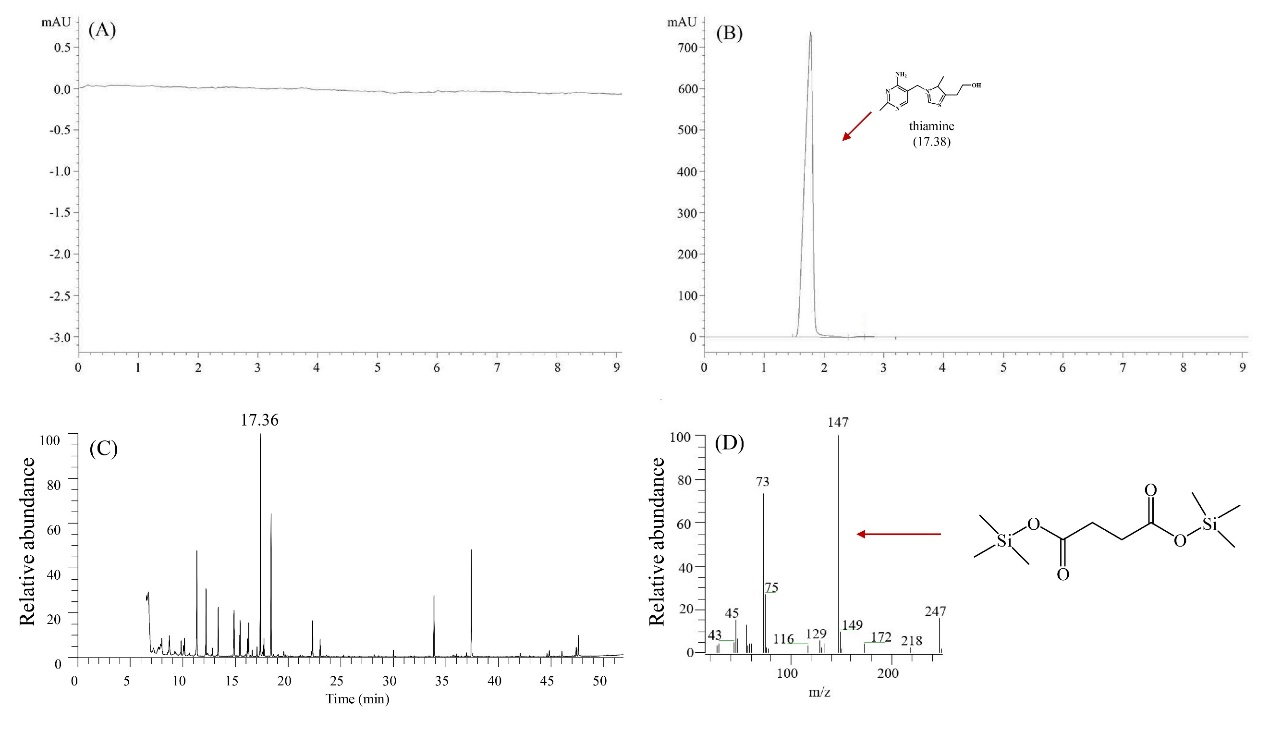 mAU
(A)
0.5
0.0
-0.5
-1.0
-1.5
-2.0
-2.5
-3.0
0 1 2 3 4 5 6 7 8 9
mAU
(B)
700
600
500
400
300
200
100
0
NH2
N
N
N
S
OH
thiamine
(17.38)
0 1 2 3 4 5 6 7 8 9
17.36
(C)
Relative abundance
100
80
60
40
20
0
0 5 10 15 20 25 30 35 40 45 50
Time (min)
147
(D)
Relative abundance
100
80
60
40
20
0
73
75
45
43
116
129
149
172
218
247
100 200
m/z
Si
O
O
O
O
Si